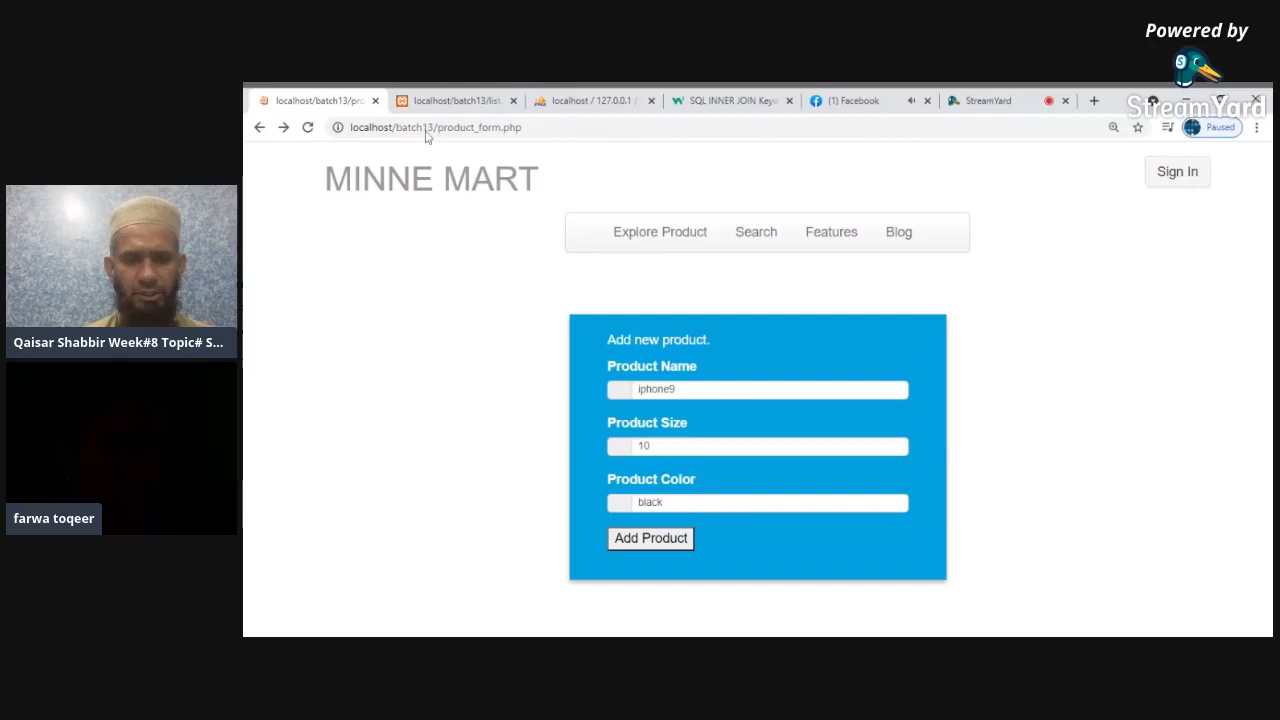 Powered by
StreamYard
localhost/batch13/pro
localhost/batch13/list
localhost / 127.0.0.1 /
SQL INNER JOIN Keyw
(1) Facebook
StreamYard
localhost/batch13/product_form.php
Paused
MINNE MART
Sign In
Explore Product
Search
Features
Blog
Add new product.
Product Name
iphone9
Product Size
10
Product Color
black
Add Product
Qaisar Shabbir Week#8 Topic# S...
farwa toqeer